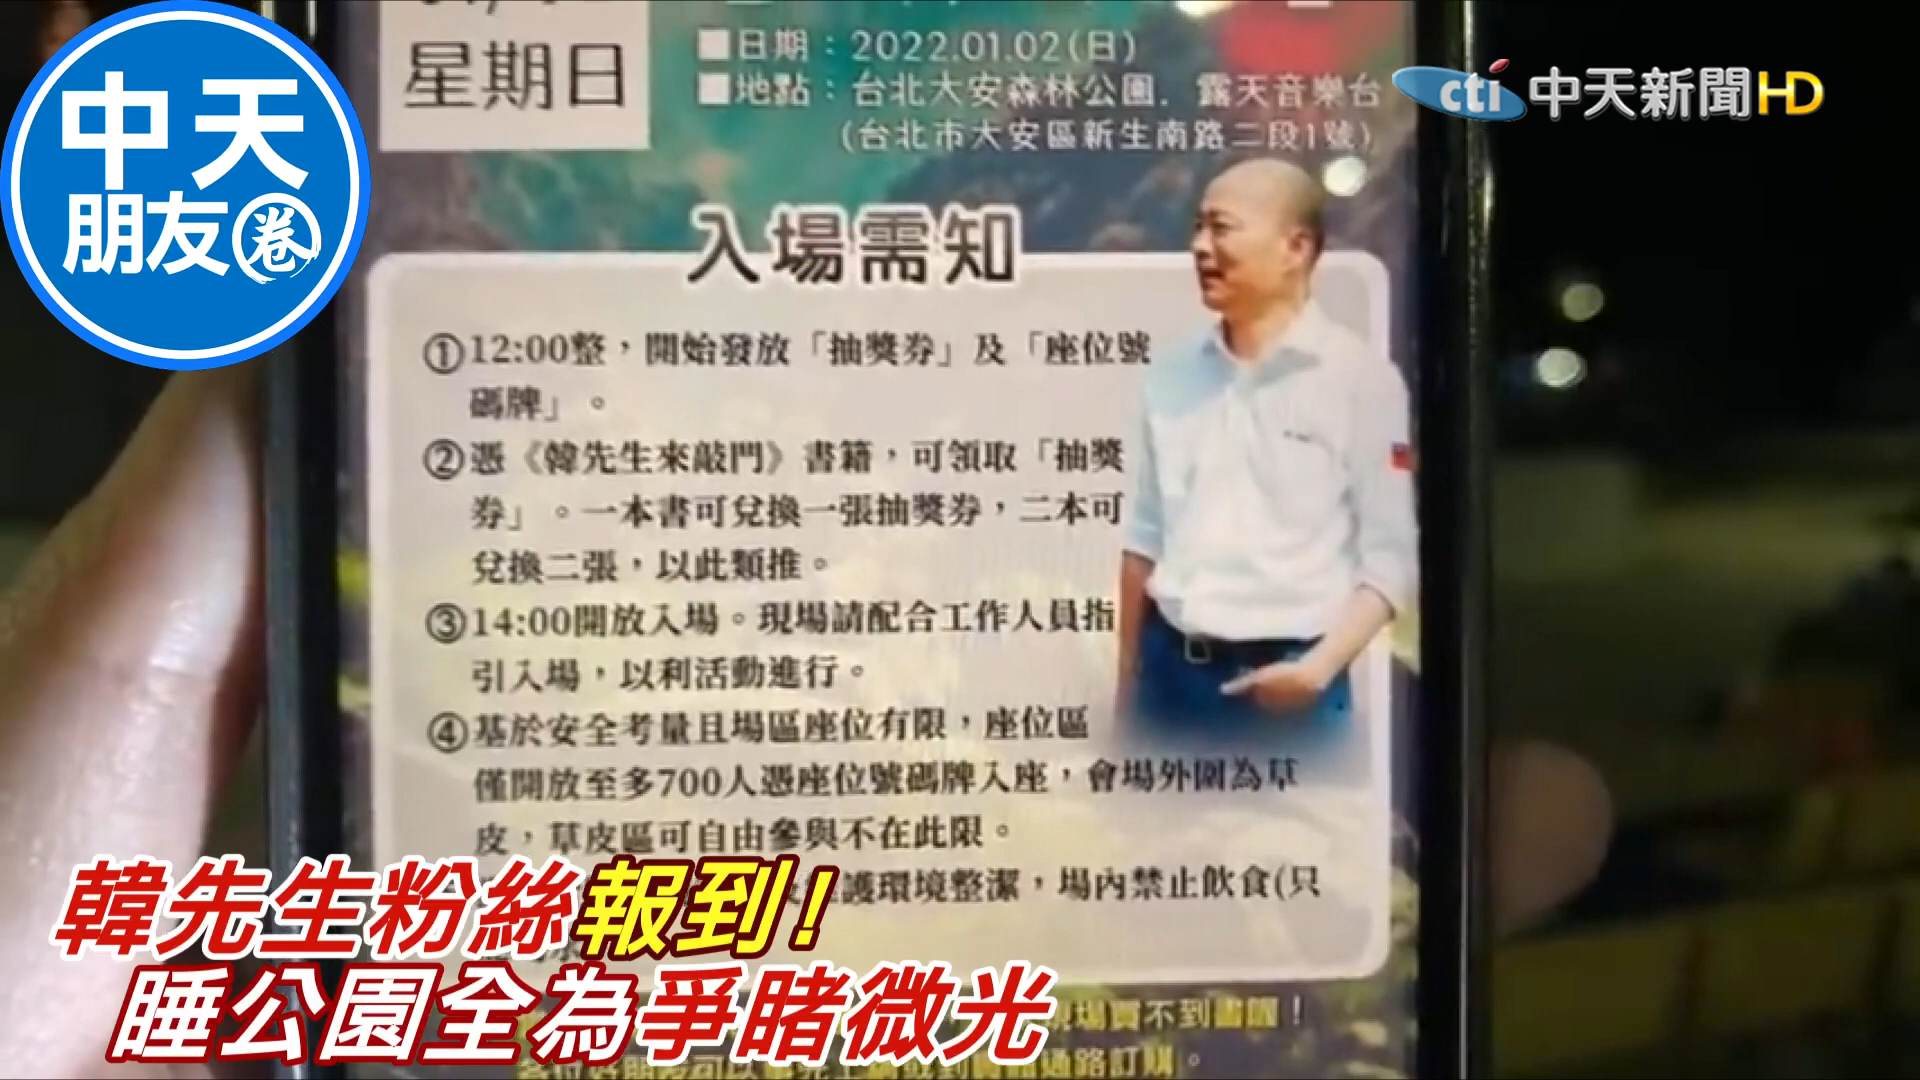 中天
朋友卷
cti 中天新聞HD
星期日
■日期：2022.01.02(日)
■地點：台北大安森林公園．露天音樂台
(台北市大安區新生南路二段1號)
入場需知
①12:00整，開始發放「抽獎券」及「座位號
碼牌」。
②憑《韓先生來敲門》書籍，可領取「抽獎
券」。一本書可兌換一張抽獎券，二本可
兌換二張，以此類推。
③14:00開放入場。現場請配合工作人員指
引入場，以利活動進行。
④基於安全考量且場區座位有限，座位區
僅開放至多700人憑座位號碼牌入座，會場外圍為草
皮，草皮區可自由參與不在此限。
護環境整潔，場內禁止飲食(只
韓先生粉絲報到!
睡公園全為爭睹微光
現場買不到書喔！
通路訂購。